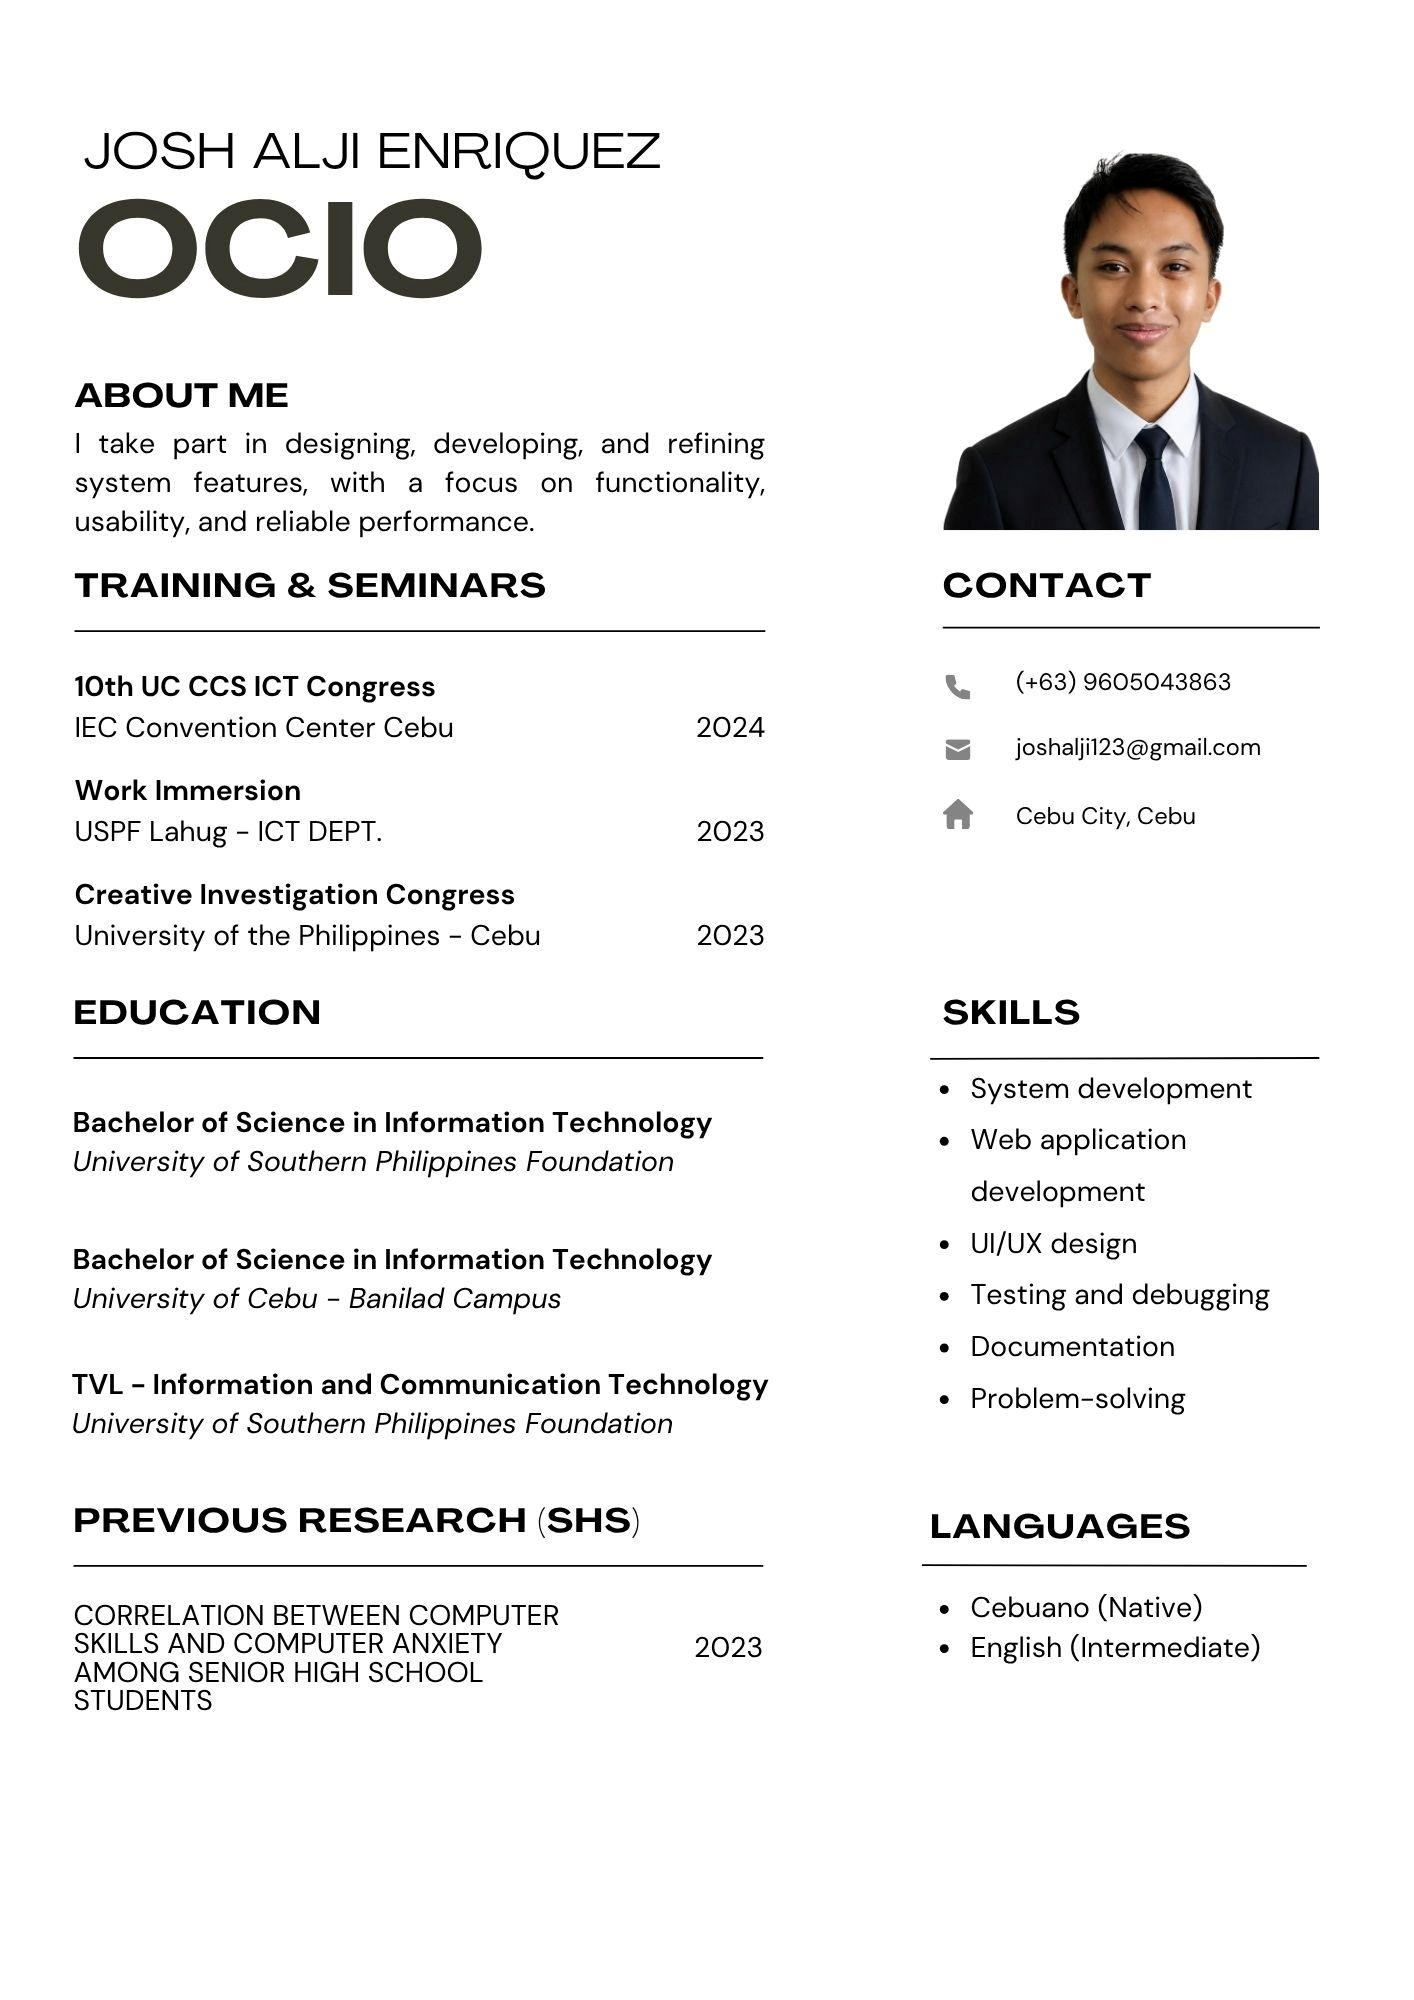 JOSH ALJI ENRIQUEZ
OCIO
ABOUT ME
I take part in designing, developing, and refining
system features, with a focus on functionality,
usability, and reliable performance.
TRAINING & SEMINARS
10th UC CCS ICT Congress
IEC Convention Center Cebu 2024
Work Immersion
USPF Lahug - ICT DEPT. 2023
Creative Investigation Congress
University of the Philippines - Cebu 2023
EDUCATION
Bachelor of Science in Information Technology
University of Southern Philippines Foundation
Bachelor of Science in Information Technology
University of Cebu - Banilad Campus
TVL - Information and Communication Technology
University of Southern Philippines Foundation
PREVIOUS RESEARCH (SHS)
CORRELATION BETWEEN COMPUTER
SKILLS AND COMPUTER ANXIETY
AMONG SENIOR HIGH SCHOOL
STUDENTS
2023
CONTACT
(+63) 9605043863
joshalji123@gmail.com
Cebu City, Cebu
SKILLS
• System development
• Web application
development
• UI/UX design
• Testing and debugging
• Documentation
• Problem-solving
LANGUAGES
• Cebuano (Native)
• English (Intermediate)